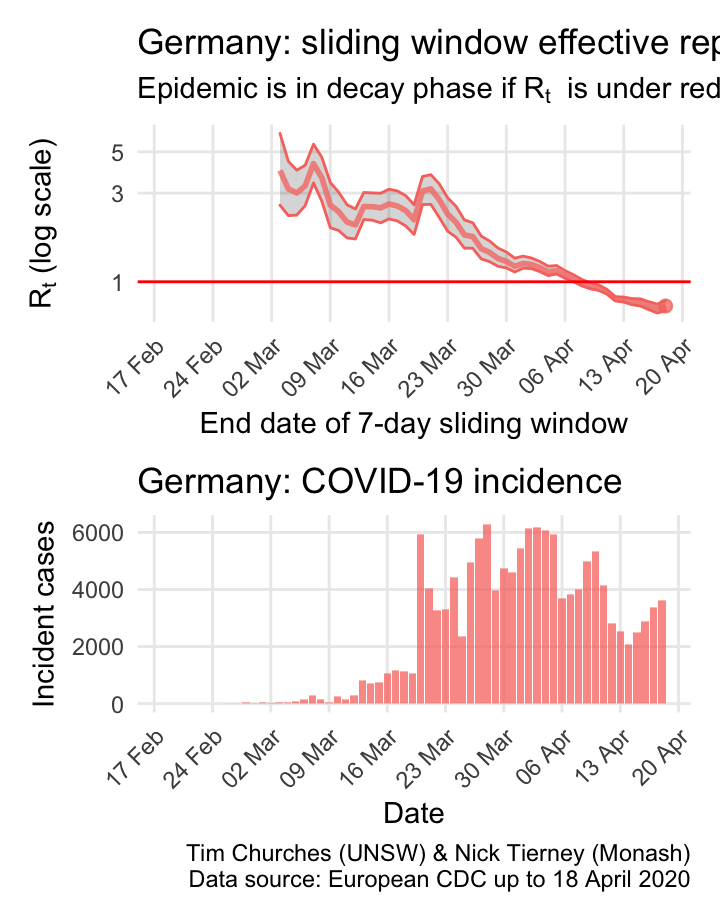 Germany: sliding window effective rep
Epidemic is in decay phase if Rt is under red
Rt (log scale)
5
3
1
17 Feb
24 Feb
02 Mar
09 Mar
16 Mar
23 Mar
30 Mar
06 Apr
13 Apr
20 Apr
End date of 7-day sliding window
Germany: COVID-19 incidence
Incident cases
6000
4000
2000
0
17 Feb
24 Feb
02 Mar
09 Mar
16 Mar
23 Mar
30 Mar
06 Apr
13 Apr
20 Apr
Date
Tim Churches (UNSW) & Nick Tierney (Monash)
Data source: European CDC up to 18 April 2020